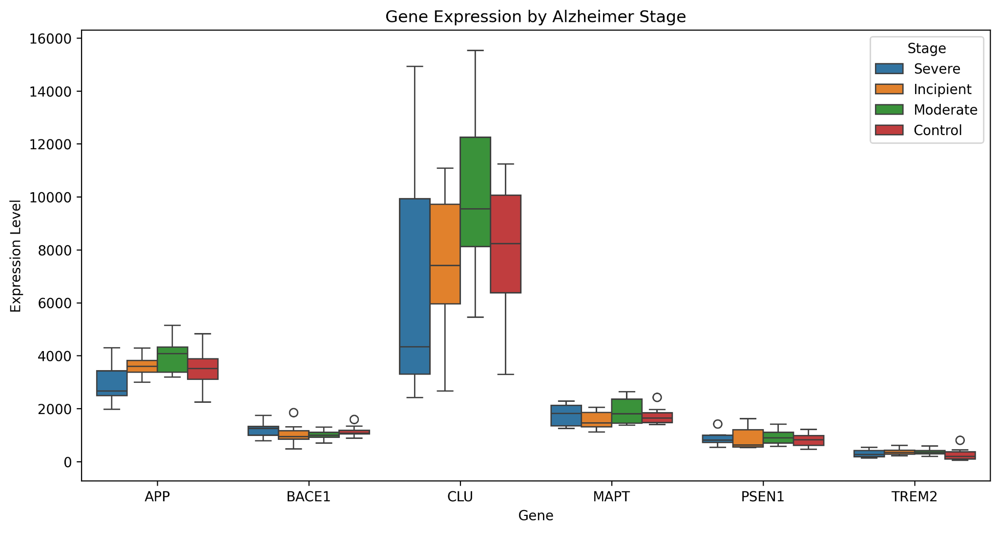 Gene Expression by Alzheimer Stage
16000
14000
12000
10000
8000
6000
4000
2000
0
Expression Level
Stage
Severe
Incipient
Moderate
Control
APP BACE1 CLU MAPT PSEN1 TREM2
Gene